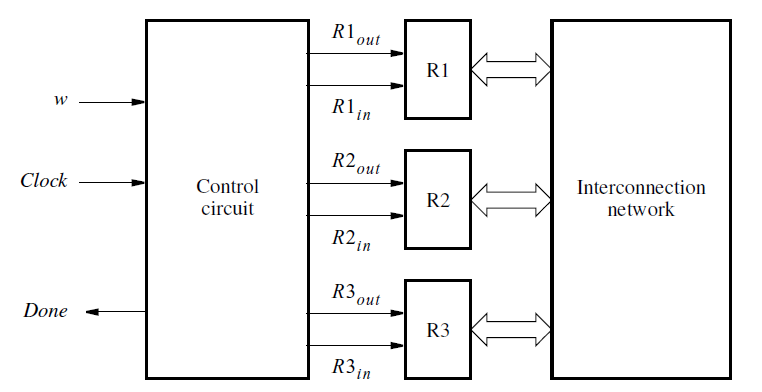 R1out
R1
w
R1in
R2out
Clock
Control
circuit
R2
Interconnection
network
R2in
R3out
Done
R3
R3in